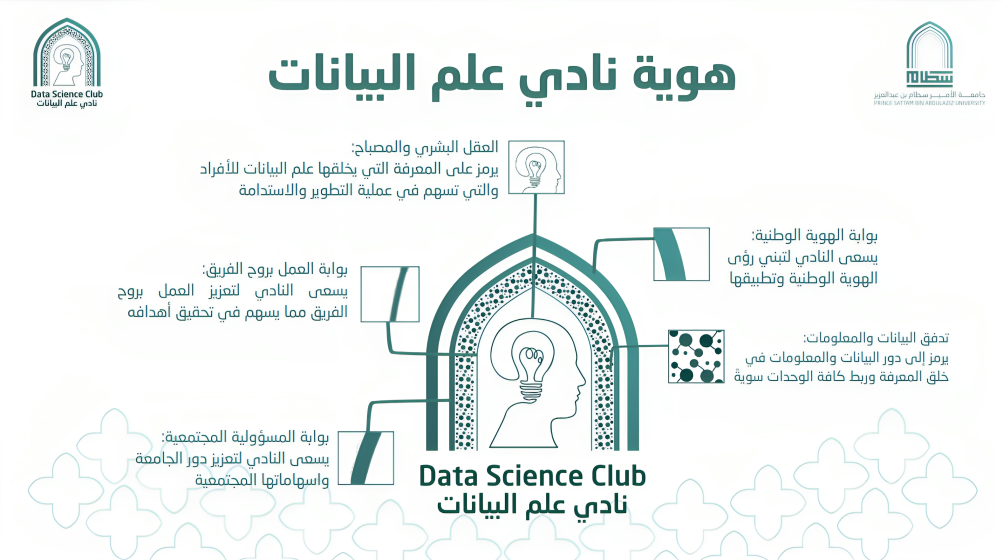 Data Science Club
نادي علم البيانات
سطام
جامعـــة الأميـــر سطام بن عبدالعزيز
PRINCE SATTAM BIN ABDULAZIZ UNIVERSITY
هوية نادي علم البيانات
العقل البشري والمصباح:
يرمز على المعرفة التي يخلقها علم البيانات للأفراد
والتي تسهم في عملية التطوير والاستدامة
بوابة الهوية الوطنية:
يسعى النادي لتبني رؤى
الهوية الوطنية وتطبيقها
بوابة العمل بروح الفريق:
يسعى النادي لتعزيز العمل بروح
الفريق مما يسهم في تحقيق أهدافه
تدفق البيانات والمعلومات:
يرمز إلى دور البيانات والمعلومات في
خلق المعرفة وربط كافة الوحدات سويةً
بوابة المسؤولية المجتمعية:
يسعى النادي لتعزيز دور الجامعة
واسهاماتها المجتمعية
Data Science Club
نادي علم البيانات